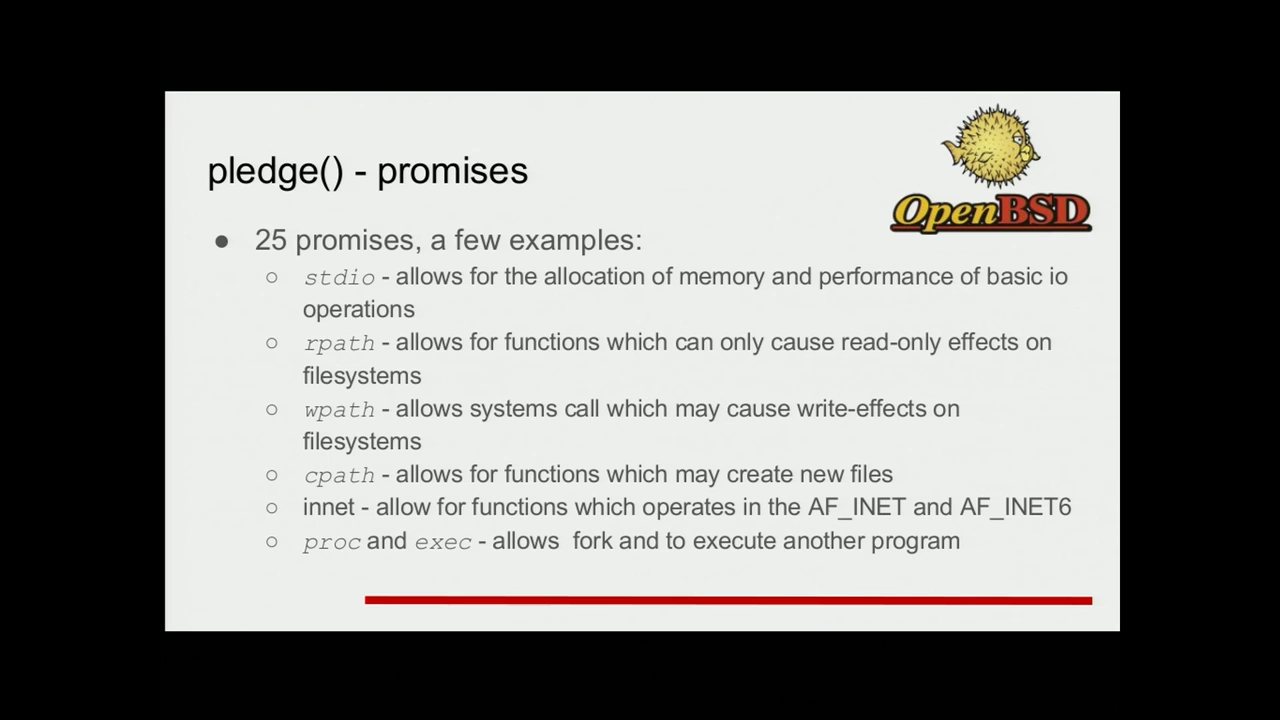 pledge() - promises
OpenBSD
● 25 promises, a few examples:
○ stdio - allows for the allocation of memory and performance of basic io
operations
○ rpath - allows for functions which can only cause read-only effects on
filesystems
○ wpath - allows systems call which may cause write-effects on
filesystems
○ cpath - allows for functions which may create new files
○ innet - allow for functions which operates in the AF_INET and AF_INET6
○ proc and exec - allows  fork and to execute another program